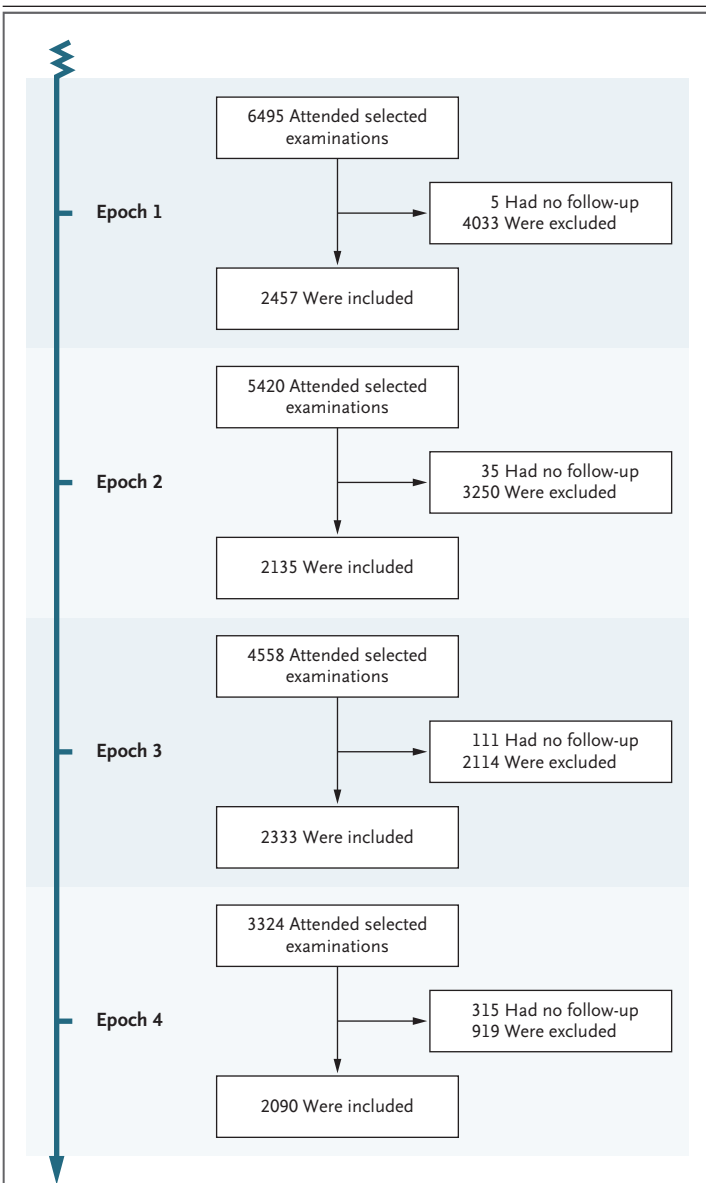 6495 Attended selected
examinations
Epoch 1
5 Had no follow-up
4033 Were excluded
2457 Were included
5420 Attended selected
examinations
Epoch 2
35 Had no follow-up
3250 Were excluded
2135 Were included
4558 Attended selected
examinations
Epoch 3
111 Had no follow-up
2114 Were excluded
2333 Were included
3324 Attended selected
examinations
Epoch 4
315 Had no follow-up
919 Were excluded
2090 Were included